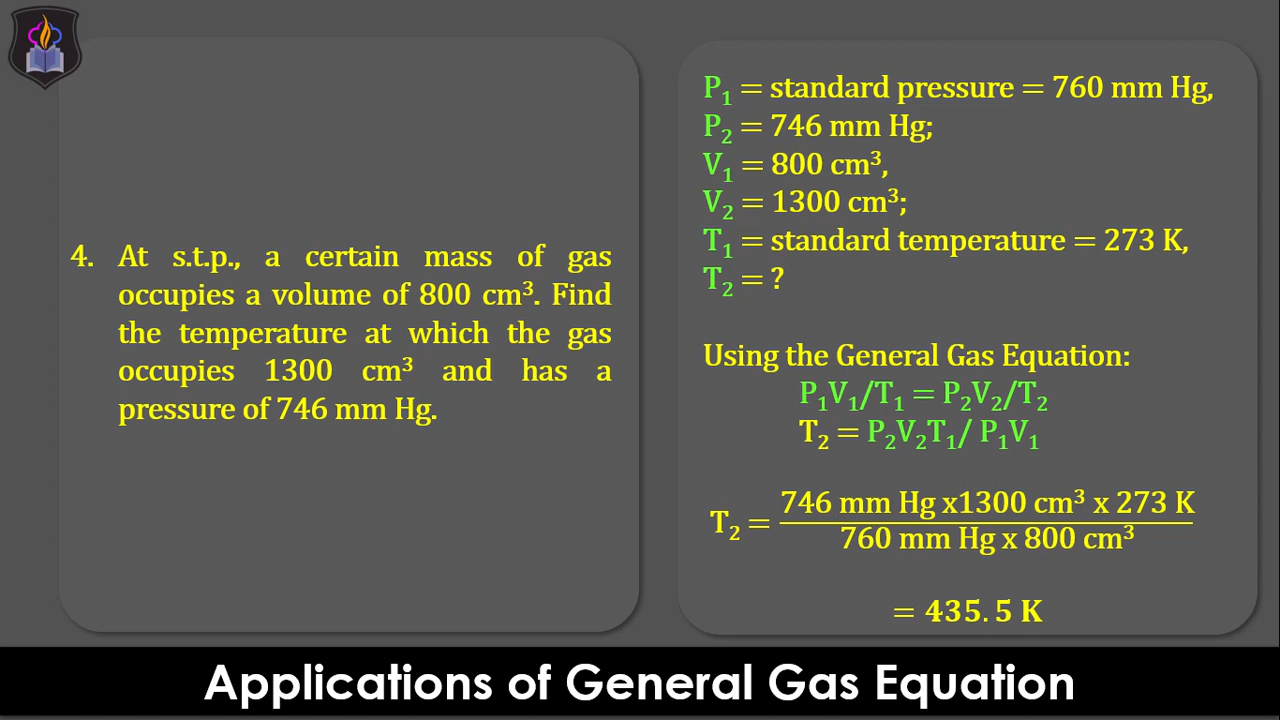 4. At s.t.p., a certain mass of gas
occupies a volume of 800 cm³. Find
the temperature at which the gas
occupies 1300 cm³ and has a
pressure of 746 mm Hg.
P₁ = standard pressure = 760 mm Hg,
P₂ = 746 mm Hg;
V₁ = 800 cm³,
V₂ = 1300 cm³;
T₁ = standard temperature = 273 K,
T₂ = ?
Using the General Gas Equation:
P₁V₁/T₁ = P₂V₂/T₂
T₂ = P₂V₂T₁/ P₁V₁
746 mm Hg x1300 cm³ x 273 K
T₂ =
760 mm Hg x 800 cm³
= 435.5 K
Applications of General Gas Equation